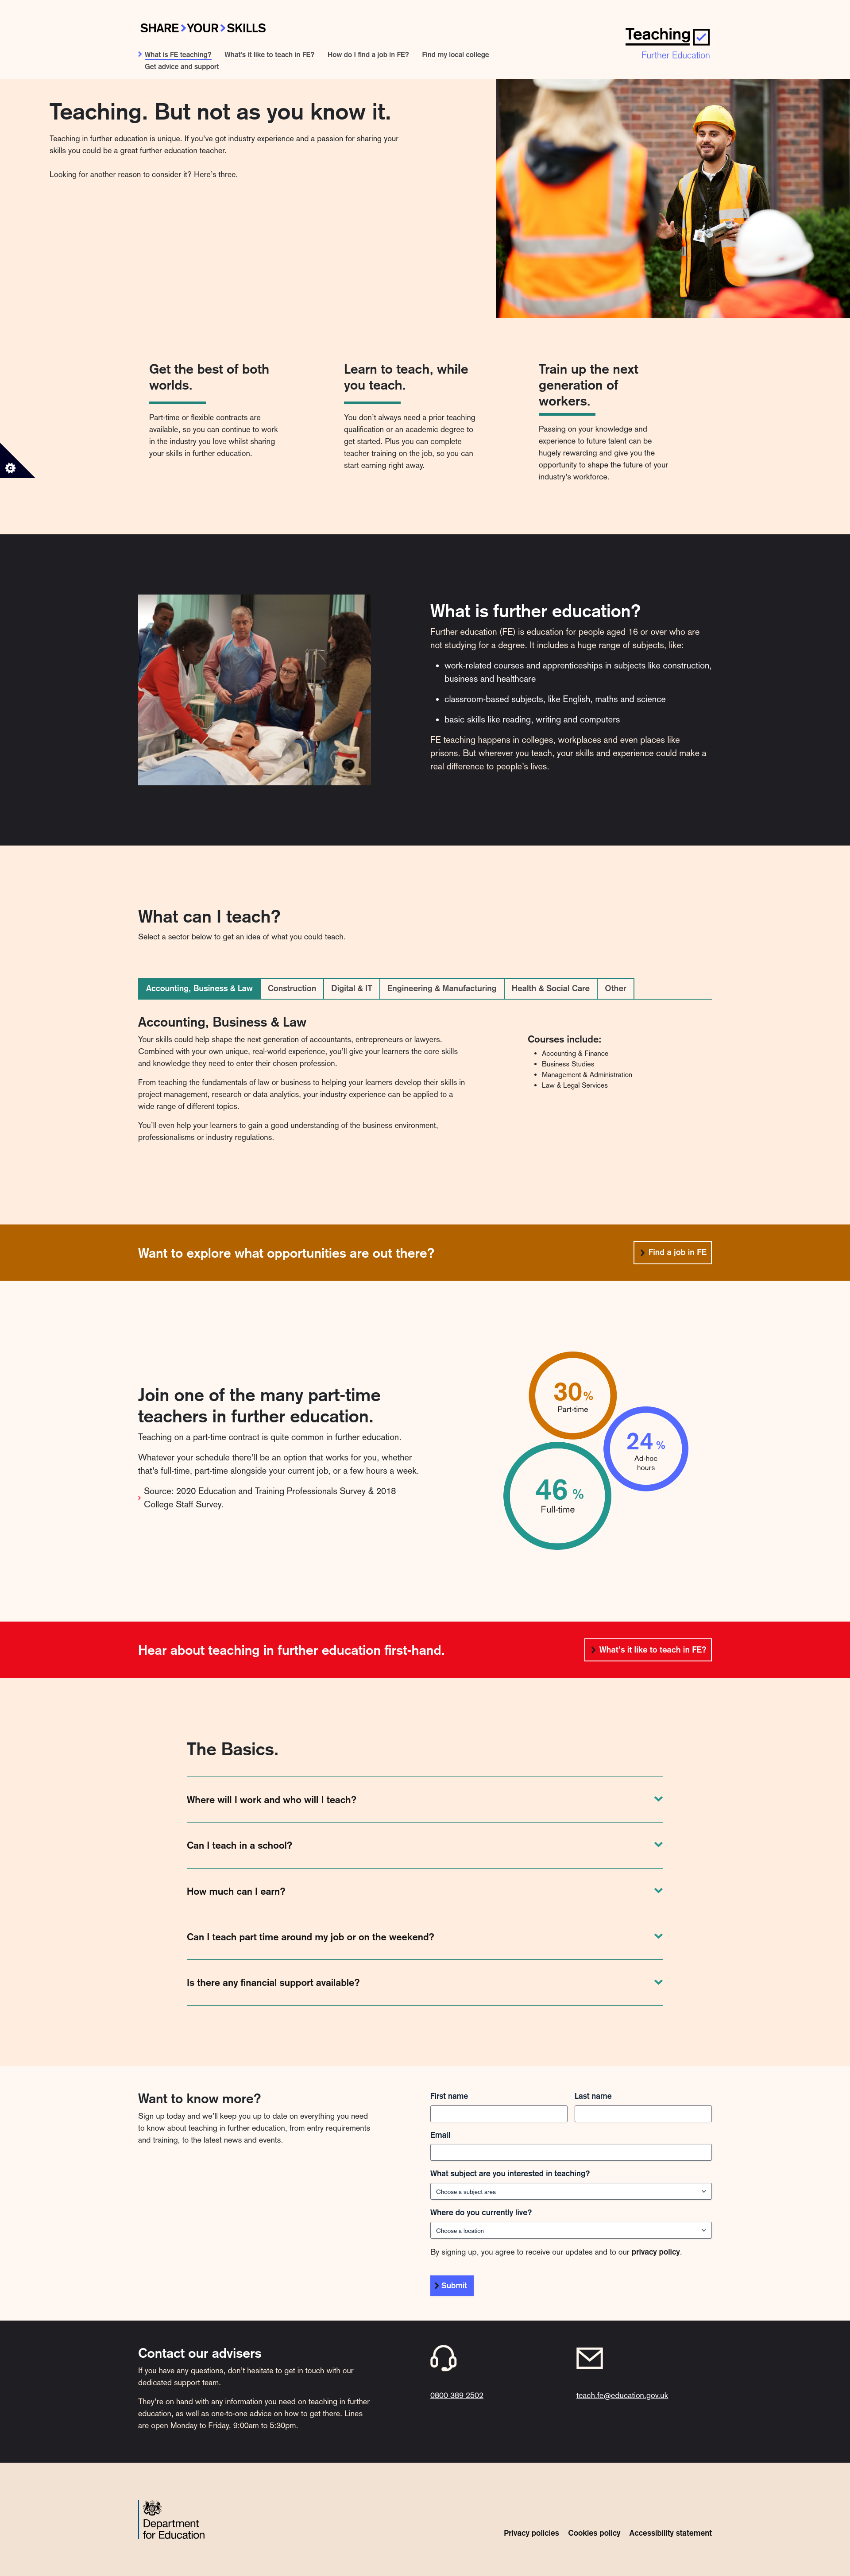 SHARE YOUR SKILLS
What is FE teaching? What's it like to teach in FE? How do I find a job in FE? Find my local college
Get advice and support
Teaching
Further Education
Teaching. But not as you know it.
Teaching in further education is unique. If you've got industry experience and a passion for sharing your
skills you could be a great further education teacher.
Looking for another reason to consider it? Here's three.
Get the best of both
worlds.
Part-time or flexible contracts are
available, so you can continue to work
in the industry you love whilst sharing
your skills in further education.
Learn to teach, while
you teach.
You don't always need a prior teaching
qualification or an academic degree to
get started. Plus you can complete
teacher training on the job, so you can
start earning right away.
Train up the next
generation of
workers.
Passing on your knowledge and
experience to future talent can be
hugely rewarding and give you the
opportunity to shape the future of your
industry's workforce.
What is further education?
Further education (FE) is education for people aged 16 or over who are
not studying for a degree. It includes a huge range of subjects, like:
• work-related courses and apprenticeships in subjects like construction,
business and healthcare
• classroom-based subjects, like English, maths and science
• basic skills like reading, writing and computers
FE teaching happens in colleges, workplaces and even places like
prisons. But wherever you teach, your skills and experience could make a
real difference to people's lives.
What can I teach?
Select a sector below to get an idea of what you could teach.
Accounting, Business & Law Construction Digital & IT Engineering & Manufacturing Health & Social Care Other
Accounting, Business & Law
Your skills could help shape the next generation of accountants, entrepreneurs or lawyers.
Combined with your own unique, real-world experience, you'll give your learners the core skills
and knowledge they need to enter their chosen profession.
From teaching the fundamentals of law or business to helping your learners develop their skills in
project management, research or data analytics, your industry experience can be applied to a
wide range of different topics.
You'll even help your learners to gain a good understanding of the business environment,
professionalisms or industry regulations.
Courses include:
• Accounting & Finance
• Business Studies
• Management & Administration
• Law & Legal Services
Want to explore what opportunities are out there?
Find a job in FE
Join one of the many part-time
teachers in further education.
Teaching on a part-time contract is quite common in further education.
Whatever your schedule there'll be an option that works for you, whether
that's full-time, part-time alongside your current job, or a few hours a week.
Source: 2020 Education and Training Professionals Survey & 2018
College Staff Survey.
30 %
Part-time
24 %
Ad-hoc
hours
46 %
Full-time
Hear about teaching in further education first-hand.
What's it like to teach in FE?
The Basics.
Where will I work and who will I teach?
Can I teach in a school?
How much can I earn?
Can I teach part time around my job or on the weekend?
Is there any financial support available?
Want to know more?
Sign up today and we'll keep you up to date on everything you need
to know about teaching in further education, from entry requirements
and training, to the latest news and events.
First name Last name
Email
What subject are you interested in teaching?
Choose a subject area
Where do you currently live?
Choose a location
By signing up, you agree to receive our updates and to our privacy policy.
Submit
Contact our advisers
If you have any questions, don't hesitate to get in touch with our
dedicated support team.
They're on hand with any information you need on teaching in further
education, as well as one-to-one advice on how to get there. Lines
are open Monday to Friday, 9:00am to 5:30pm.
0800 389 2502
teach.fe@education.gov.uk
Department
for Education
Privacy policies Cookies policy Accessibility statement